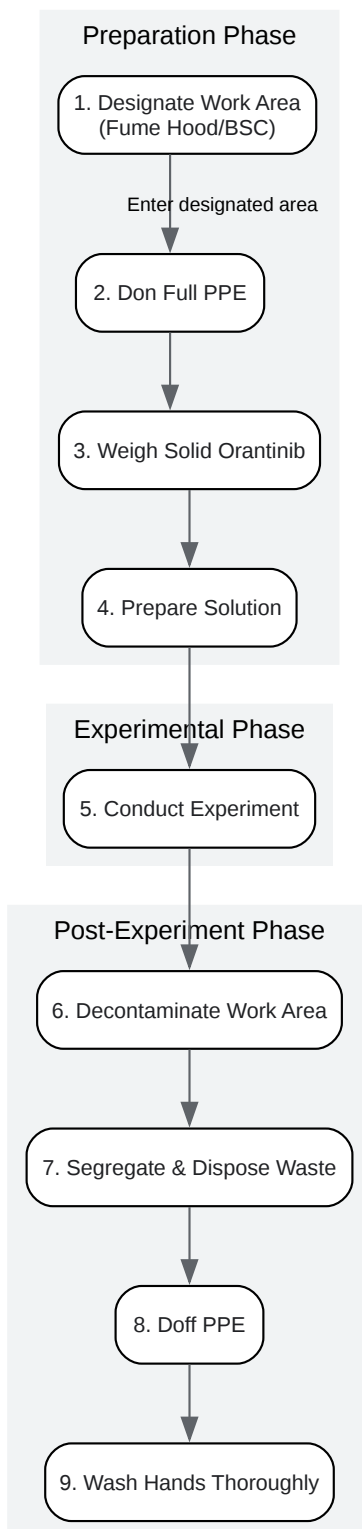 Preparation Phase
1. Designate Work Area
(Fume Hood/BSC)
Enter designated area
2. Don Full PPE
3. Weigh Solid Orantinib
4. Prepare Solution
Experimental Phase
5. Conduct Experiment
Post-Experiment Phase
6. Decontaminate Work Area
7. Segregate & Dispose Waste
8. Doff PPE
9. Wash Hands Thoroughly